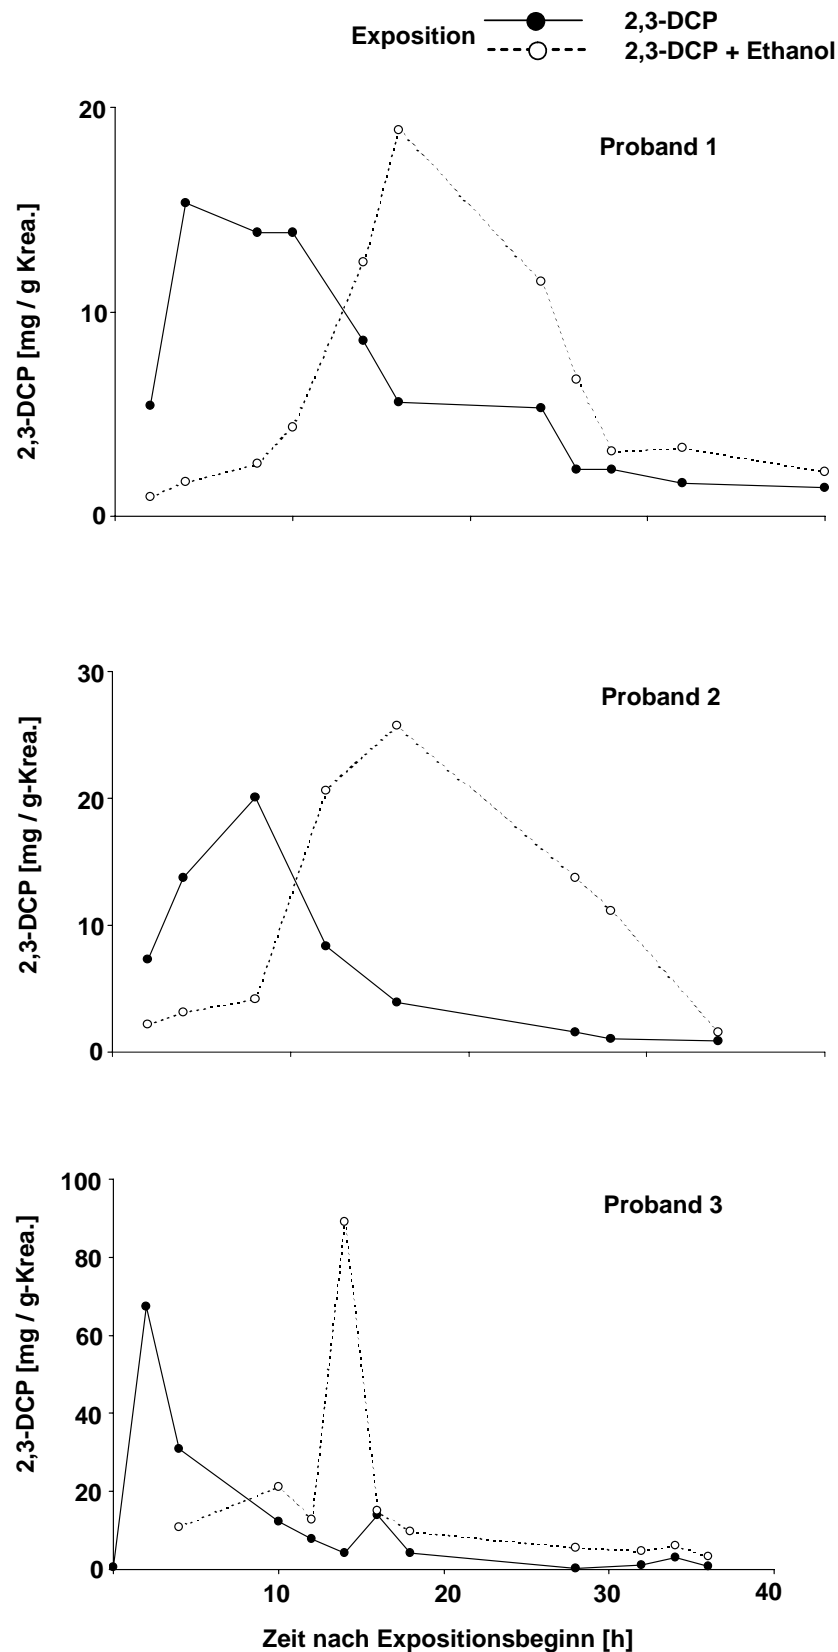 Exposition
2,3-DCP
2,3-DCP + Ethanol
20
10
0
2,3-DCP [mg / g Krea.]
Proband 1
30
20
10
0
2,3-DCP [mg / g-Krea.]
Proband 2
100
80
60
40
20
0
2,3-DCP [mg / g-Krea.]
Proband 3
10 20 30 40
Zeit nach Expositionsbeginn [h]